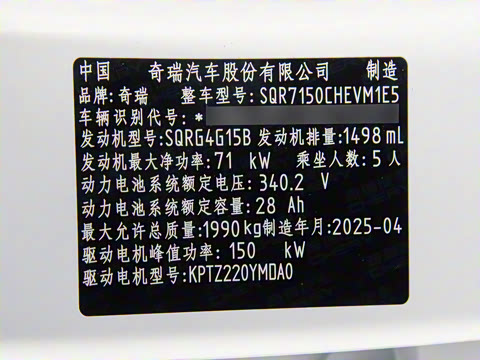 中国 奇瑞汽车股份有限公司 制造
品牌:奇瑞 整车型号:SQR7150CHEVM1E5
车辆识别代号:*
发动机型号:SQRG4G15B 发动机排量:1498mL
发动机最大净功率:71 kW 乘坐人数:5人
动力电池系统额定电压:340.2 V
动力电池系统额定容量:28 Ah
最大允许总质量:1990kg制造年月:2025-04
驱动电机峰值功率:150 kW
驱动电机型号:KPTZ220YMDA0